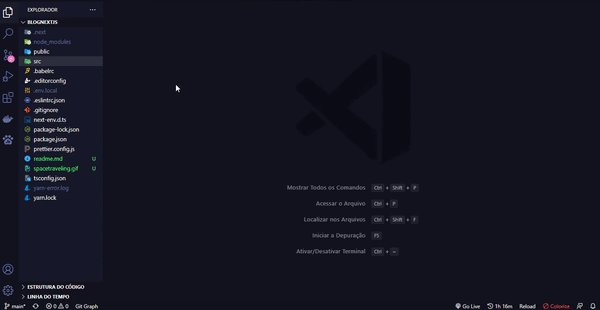 EXPLORADOR
BLOGNEXTJS
.next
node_modules
public
src
.babelrc
.editorconfig
.env.local
.eslintrc.json
.gitignore
next-env.d.ts
package-lock.json
package.json
prettier.config.js
readme.md U
spacetraveling.gif U
tsconfig.json
yarn-error.log
yarn.lock
Mostrar Todos os Comandos Ctrl + Shift + P
Acessar o Arquivo Ctrl + P
Localizar nos Arquivos Ctrl + Shift + F
Iniciar a Depuração F5
Ativar/Desativar Terminal Ctrl +
ESTRUTURA DO CÓDIGO
LINHA DO TEMPO
main* 0 0 Git Graph Go Live 1h 16m Reload Colorize